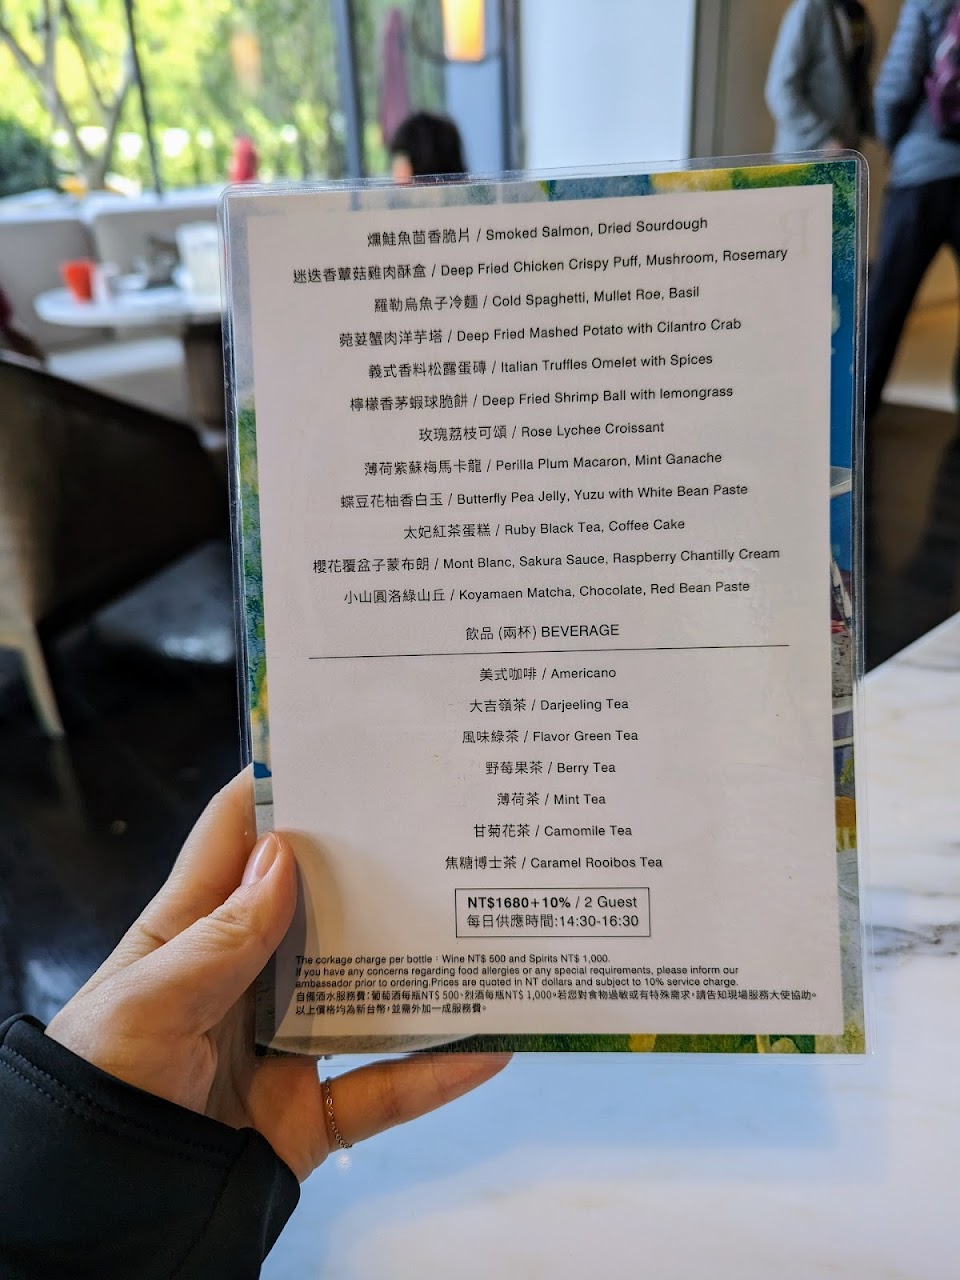 燻鮭魚茴香脆片 / Smoked Salmon, Dried Sourdough
迷迭香蕈菇雞肉酥盒 / Deep Fried Chicken Crispy Puff, Mushroom, Rosemary
羅勒烏魚子冷麵 / Cold Spaghetti, Mullet Roe, Basil
菀荽蟹肉洋芋塔 / Deep Fried Mashed Potato with Cilantro Crab
義式香料松露蛋磚 / Italian Truffles Omelet with Spices
檸檬香茅蝦球脆餅 / Deep Fried Shrimp Ball with lemongrass
玫瑰荔枝可頌 / Rose Lychee Croissant
薄荷紫蘇梅馬卡龍 / Perilla Plum Macaron, Mint Ganache
蝶豆花柚香白玉 / Butterfly Pea Jelly, Yuzu with White Bean Paste
太妃紅茶蛋糕 / Ruby Black Tea, Coffee Cake
櫻花覆盆子蒙布朗 / Mont Blanc, Sakura Sauce, Raspberry Chantilly Cream
小山圓洛綠山丘 / Koyamaen Matcha, Chocolate, Red Bean Paste
飲品 (兩杯) BEVERAGE
美式咖啡 / Americano
大吉嶺茶 / Darjeeling Tea
風味綠茶 / Flavor Green Tea
野莓果茶 / Berry Tea
薄荷茶 / Mint Tea
甘菊花茶 / Camomile Tea
焦糖博士茶 / Caramel Rooibos Tea
NT$1680+10% / 2 Guest
每日供應時間:14:30-16:30
The corkage charge per bottle : Wine NT$ 500 and Spirits NT$ 1,000.
If you have any concerns regarding food allergies or any special requirements, please inform our
ambassador prior to ordering.Prices are quoted in NT dollars and subject to 10% service charge.
自備酒水服務費:葡萄酒每瓶NT$ 500、烈酒每瓶NT$ 1,000。若您對食物過敏或有特殊需求,請告知現場服務大使協助。
以上價格均為新台幣,並需外加一成服務費。